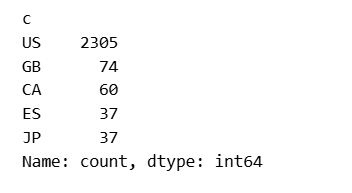 c
US    2305
GB      74
CA      60
ES      37
JP      37
Name: count, dtype: int64